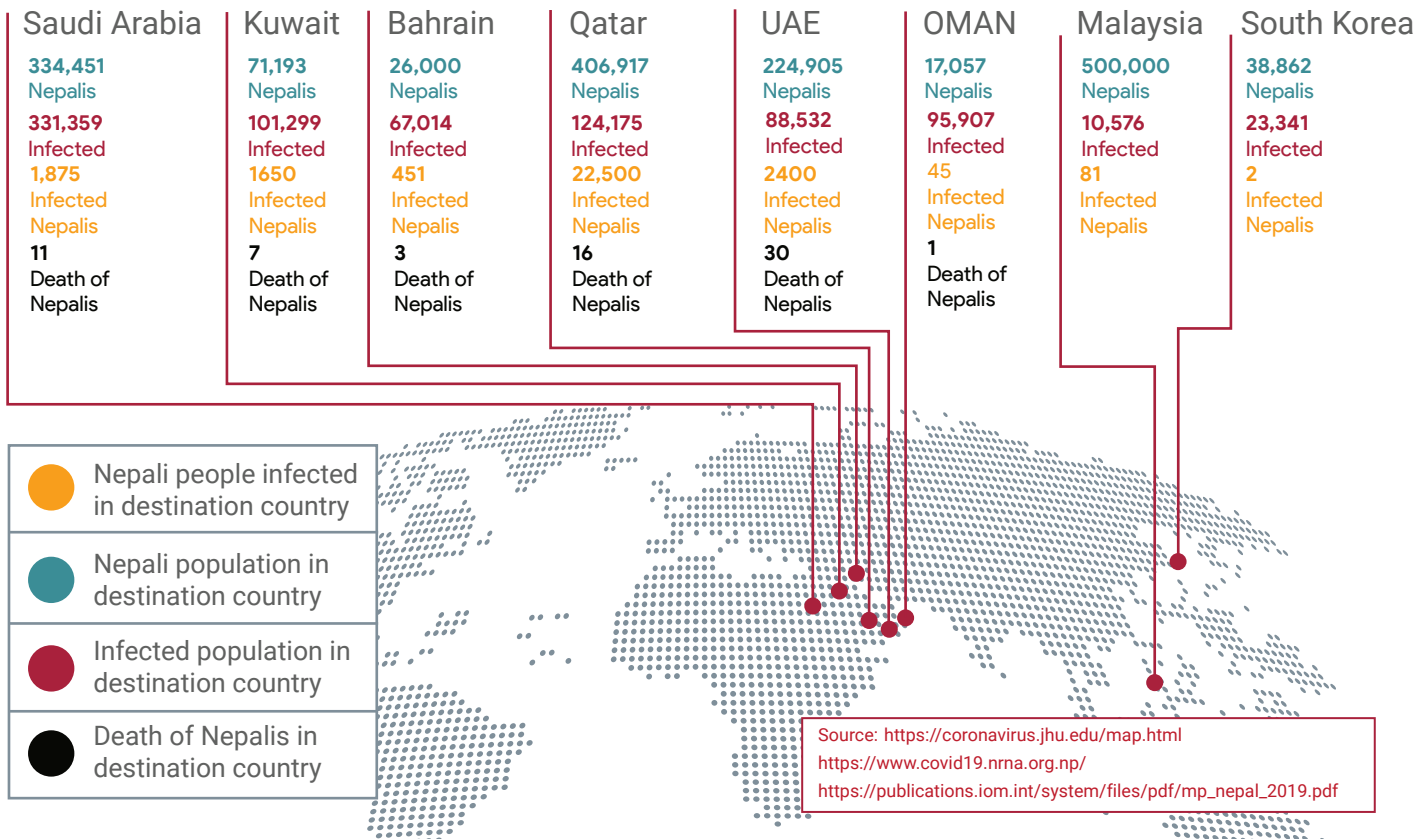 Saudi Arabia
334,451
Nepalis
331,359
Infected
1,875
Infected
Nepalis
11
Death of
Nepalis
Kuwait
71,193
Nepalis
101,299
Infected
1650
Infected
Nepalis
7
Death of
Nepalis
Bahrain
26,000
Nepalis
67,014
Infected
451
Infected
Nepalis
3
Death of
Nepalis
Qatar
406,917
Nepalis
124,175
Infected
22,500
Infected
Nepalis
16
Death of
Nepalis
UAE
224,905
Nepalis
88,532
Infected
2400
Infected
Nepalis
30
Death of
Nepalis
OMAN
17,057
Nepalis
95,907
Infected
45
Infected
Nepalis
1
Death of
Nepalis
Malaysia
500,000
Nepalis
10,576
Infected
81
Infected
Nepalis
South Korea
38,862
Nepalis
23,341
Infected
2
Infected
Nepalis
Nepali people infected
in destination country
Nepali population in
destination country
Infected population in
destination country
Death of Nepalis in
destination country
Source: https://coronavirus.jhu.edu/map.html
https://www.covid19.nrna.org.np/
https://publications.iom.int/system/files/pdf/mp_nepal_2019.pdf